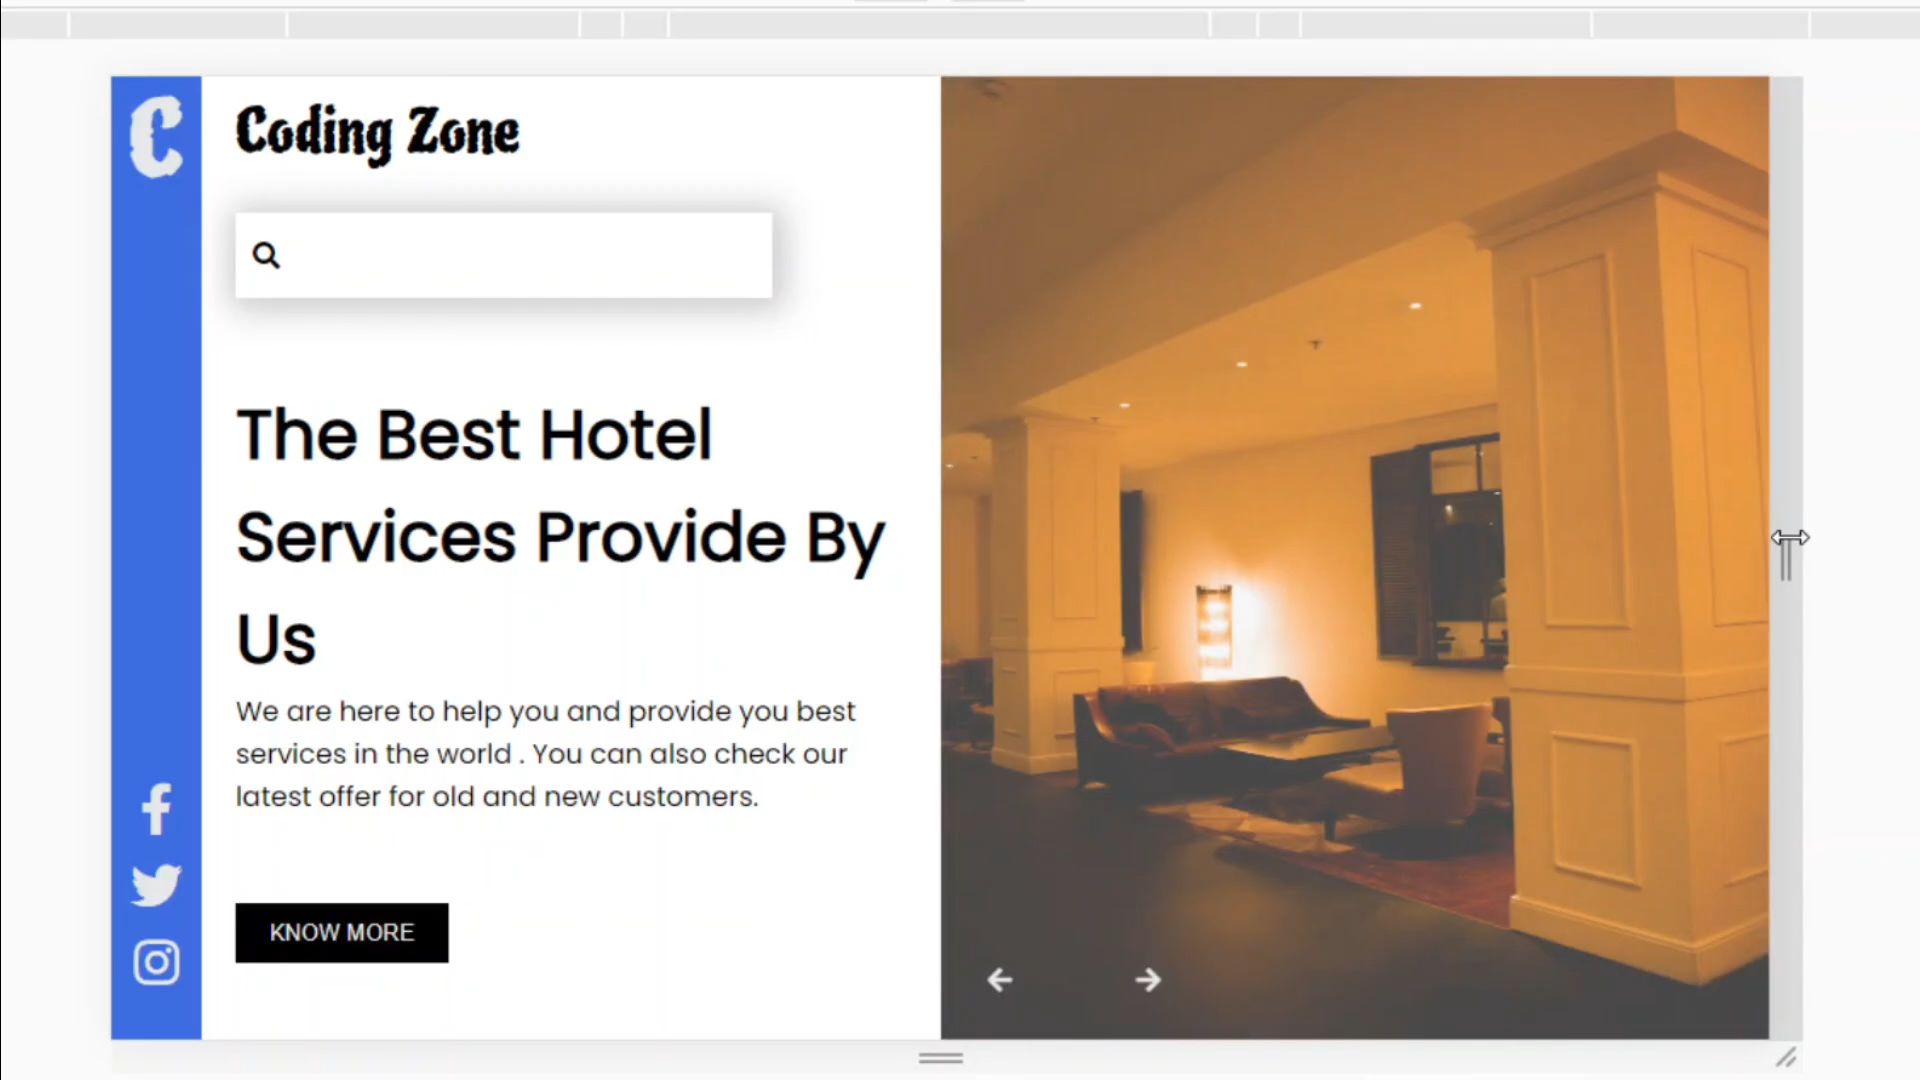 C
Coding Zone
The Best Hotel
Services Provide By
Us
We are here to help you and provide you best
services in the world . You can also check our
latest offer for old and new customers.
KNOW MORE